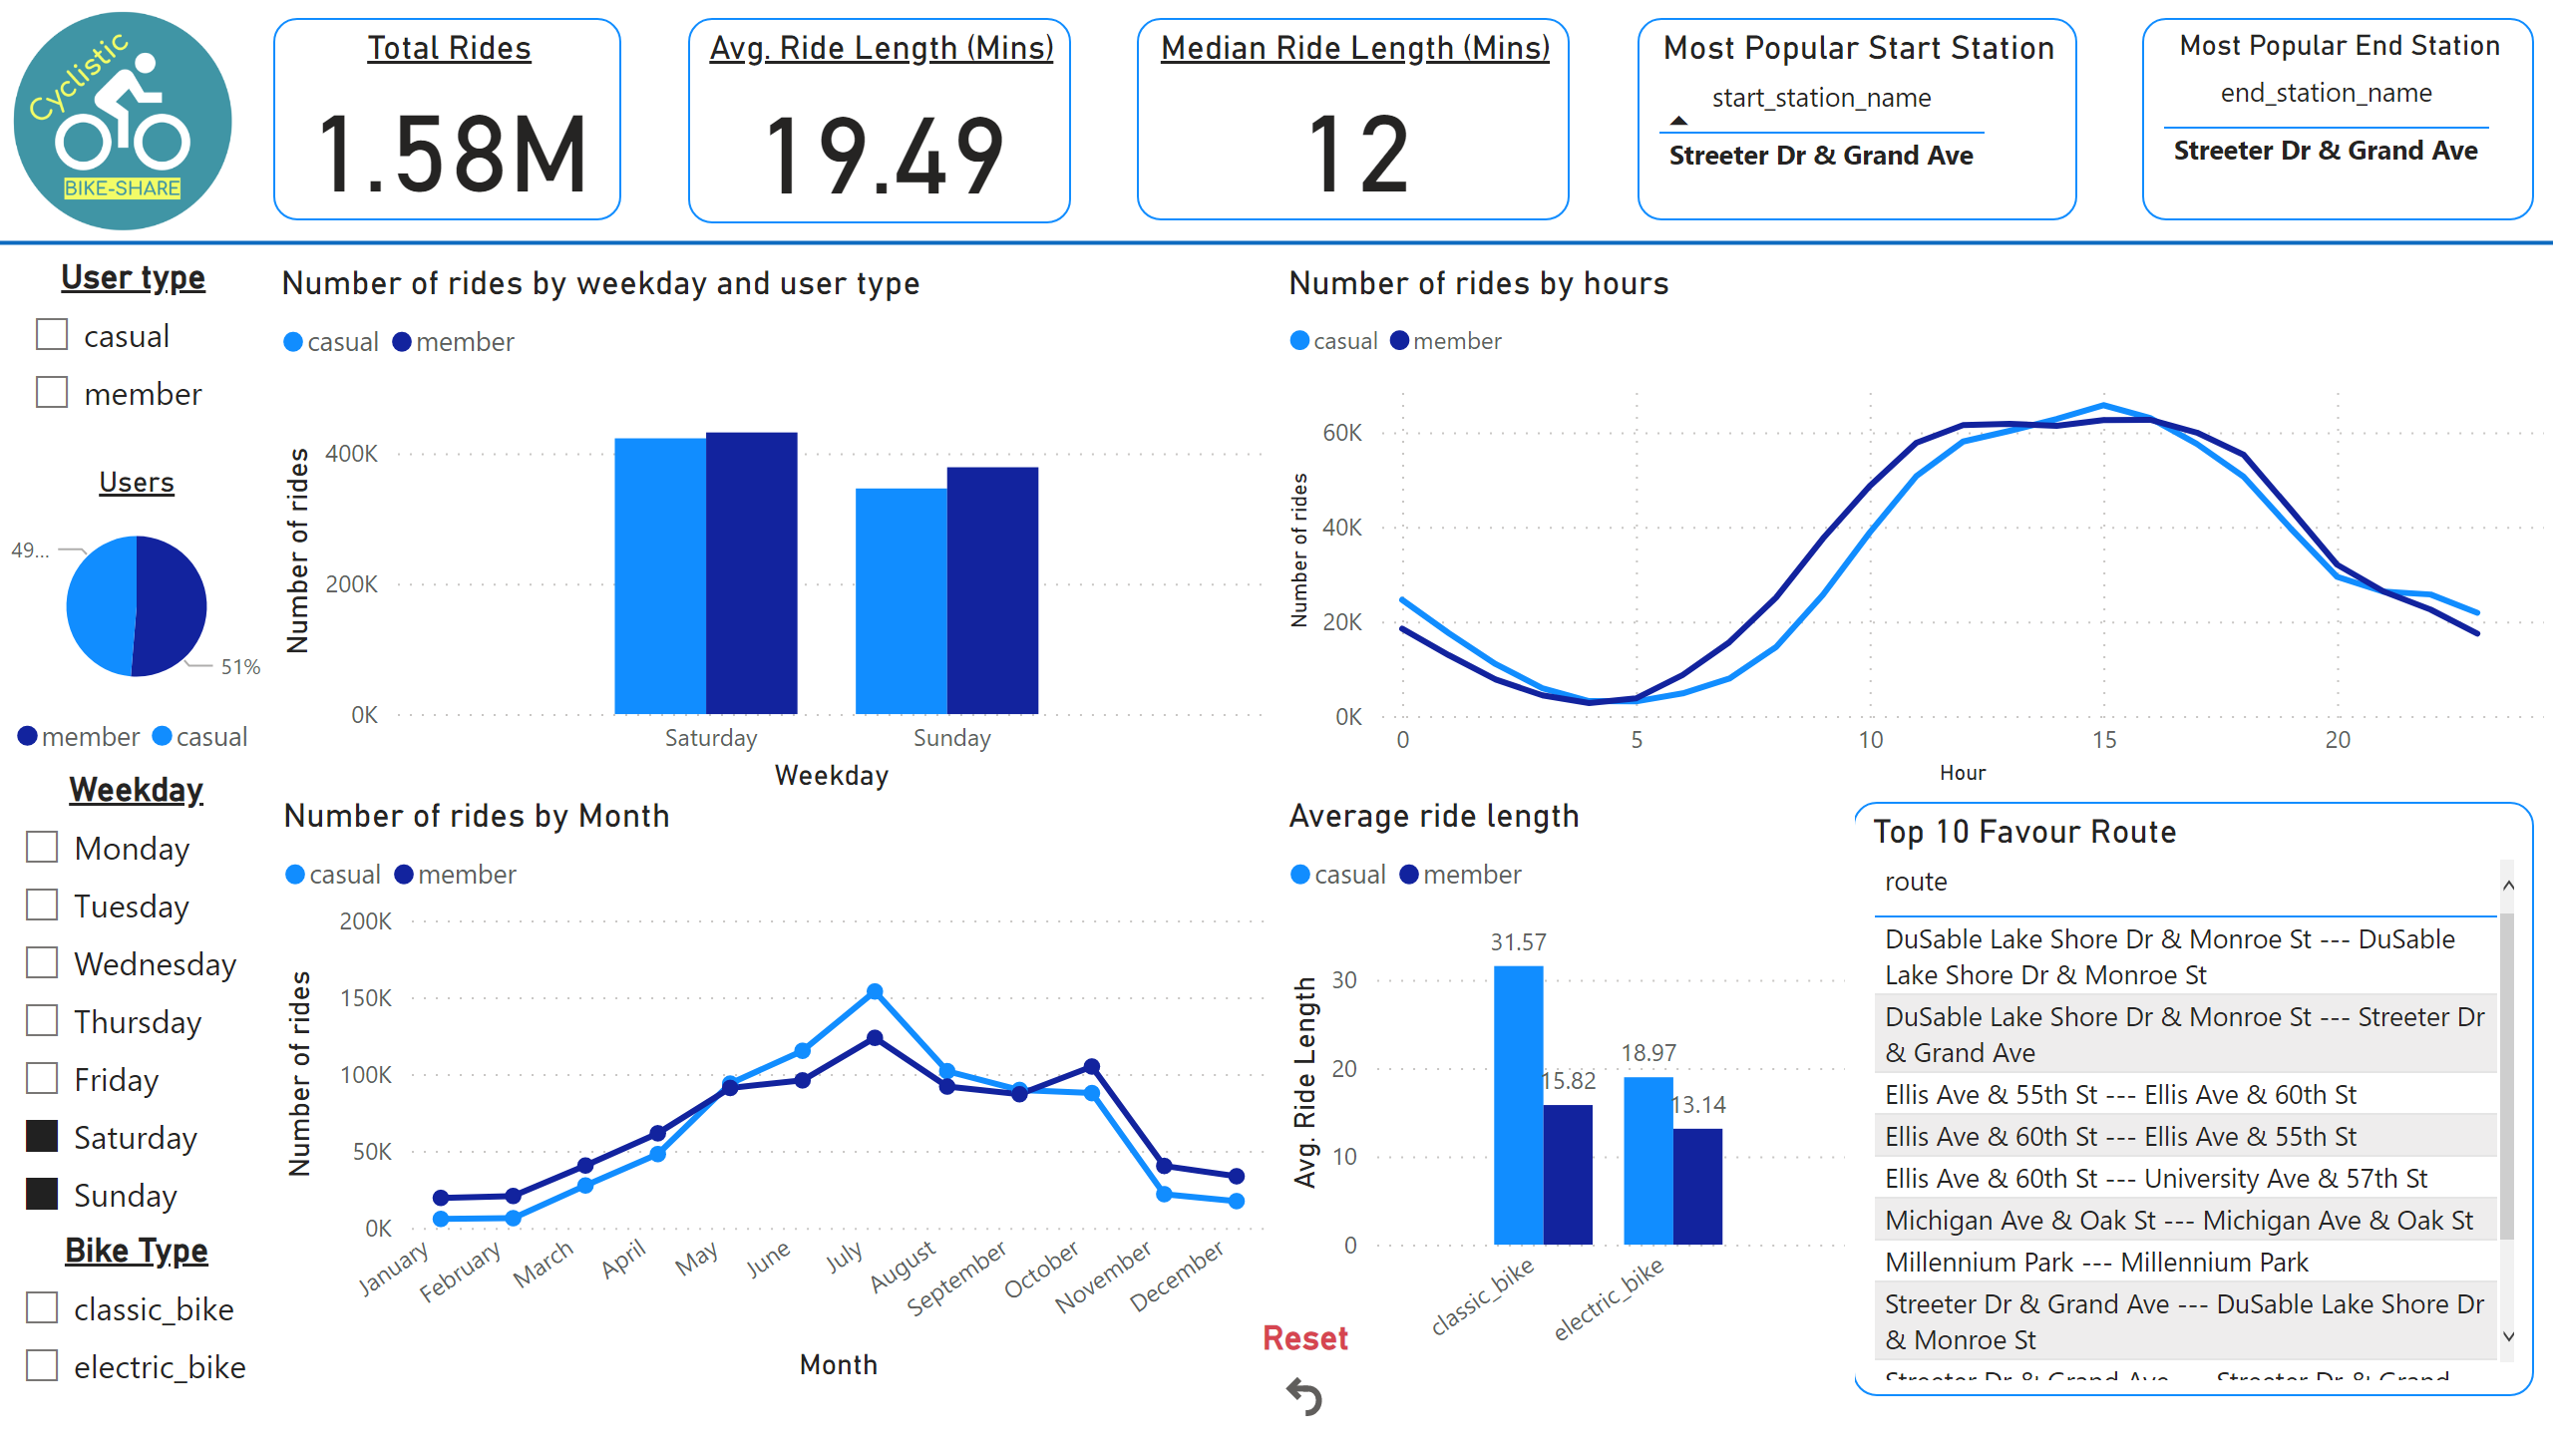 Cyclistic
BIKE-SHARE
Total Rides
1.58M
Avg. Ride Length (Mins)
19.49
Median Ride Length (Mins)
12
Most Popular Start Station
start_station_name
Streeter Dr & Grand Ave
Most Popular End Station
end_station_name
Streeter Dr & Grand Ave
User type
casual
member
Users
49...
51%
member casual
Weekday
Monday
Tuesday
Wednesday
Thursday
Friday
Saturday
Sunday
Bike Type
classic_bike
electric_bike
Number of rides by weekday and user type
casual member
Number of rides
400K
200K
0K
Saturday Sunday
Weekday
Number of rides by hours
casual member
Number of rides
60K
40K
20K
0K
0 5 10 15 20
Hour
Number of rides by Month
casual member
Number of rides
200K
150K
100K
50K
0K
January February March April May June July August September October November December
Month
Reset
Average ride length
casual member
Avg. Ride Length
30
20
10
0
31.57
15.82
18.97
13.14
classic_bike electric_bike
Top 10 Favour Route
route
DuSable Lake Shore Dr & Monroe St --- DuSable
Lake Shore Dr & Monroe St
DuSable Lake Shore Dr & Monroe St --- Streeter Dr
& Grand Ave
Ellis Ave & 55th St --- Ellis Ave & 60th St
Ellis Ave & 60th St --- Ellis Ave & 55th St
Ellis Ave & 60th St --- University Ave & 57th St
Michigan Ave & Oak St --- Michigan Ave & Oak St
Millennium Park --- Millennium Park
Streeter Dr & Grand Ave --- DuSable Lake Shore Dr
& Monroe St
Streeter Dr & Grand Ave --- Streeter Dr & Grand